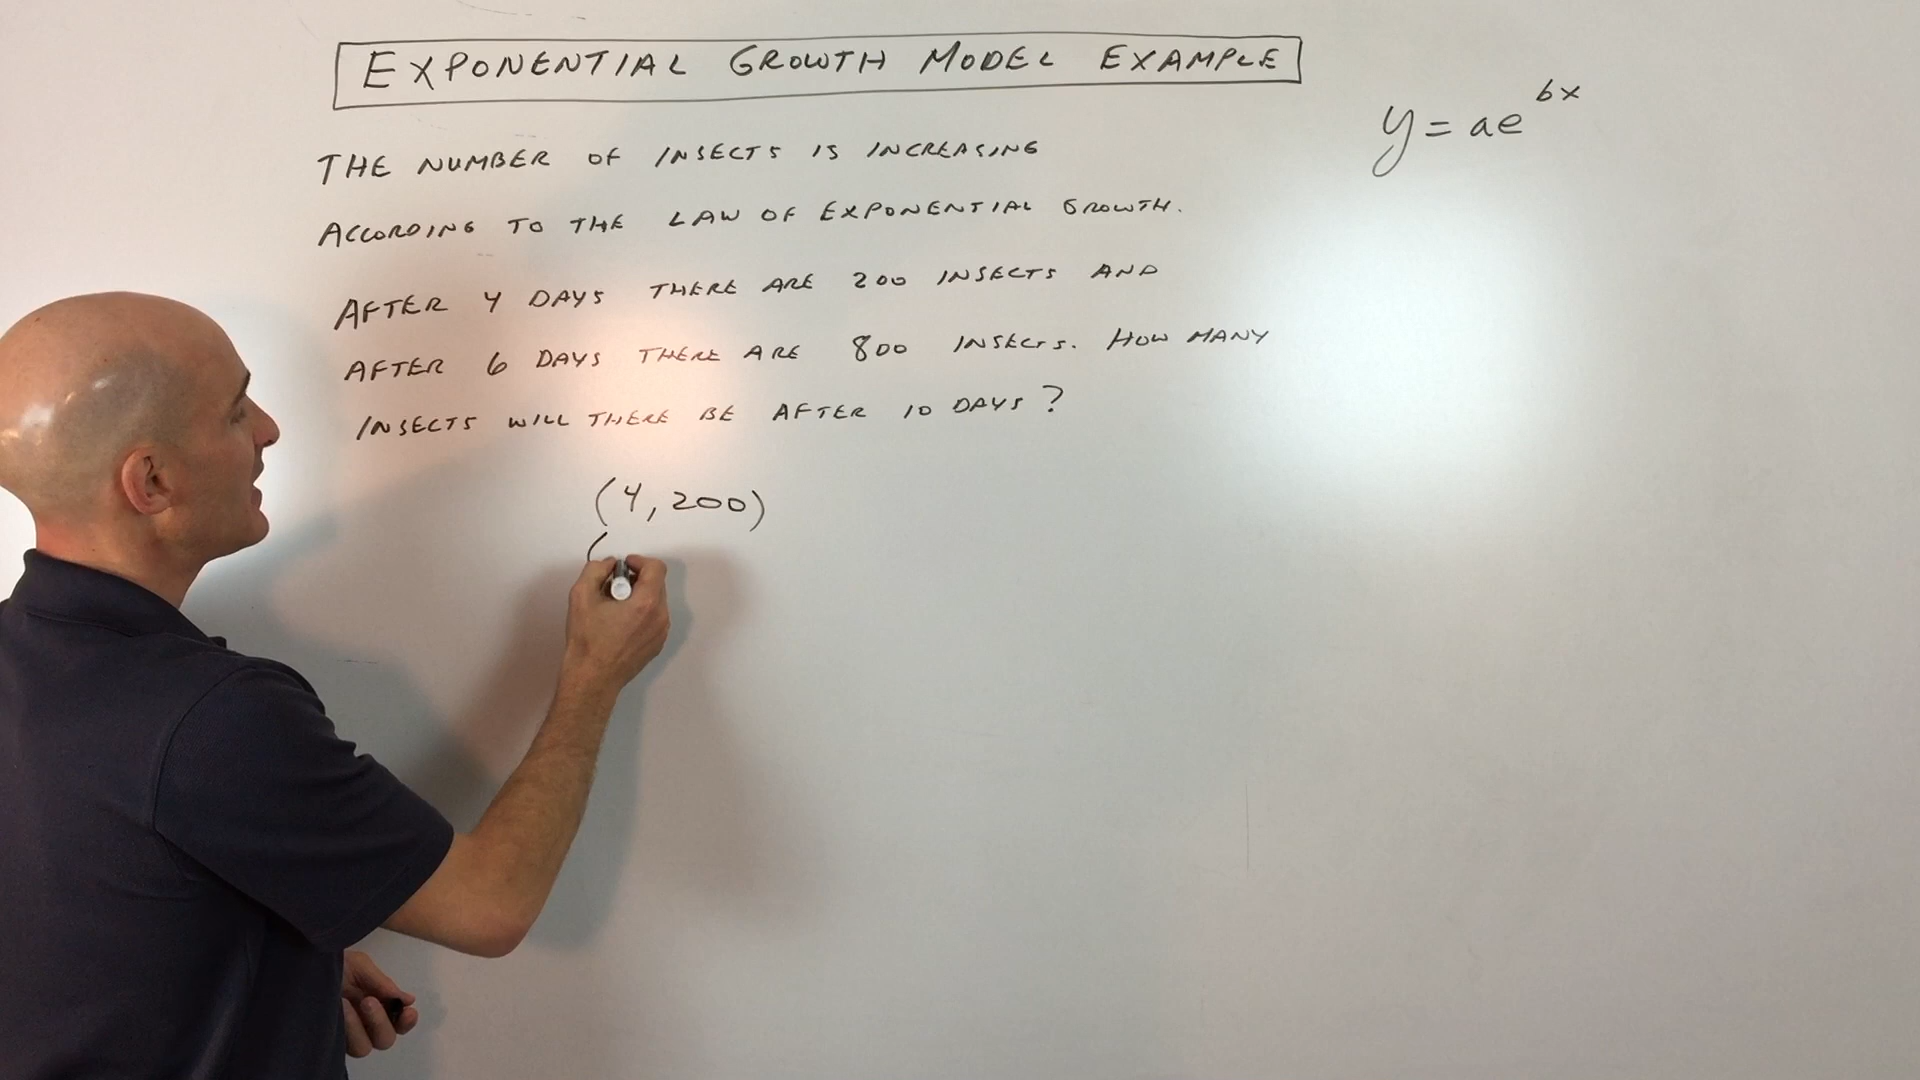 EXPONENTIAL GROWTH MODEL EXAMPLE
y = ae^{bx}
THE NUMBER OF INSECTS IS INCREASING
ACCORDING TO THE LAW OF EXPONENTIAL GROWTH.
AFTER 4 DAYS THERE ARE 200 INSECTS AND
AFTER 6 DAYS THERE ARE 800 INSECTS. HOW MANY
INSECTS WILL THERE BE AFTER 10 DAYS?
(4, 200)
(